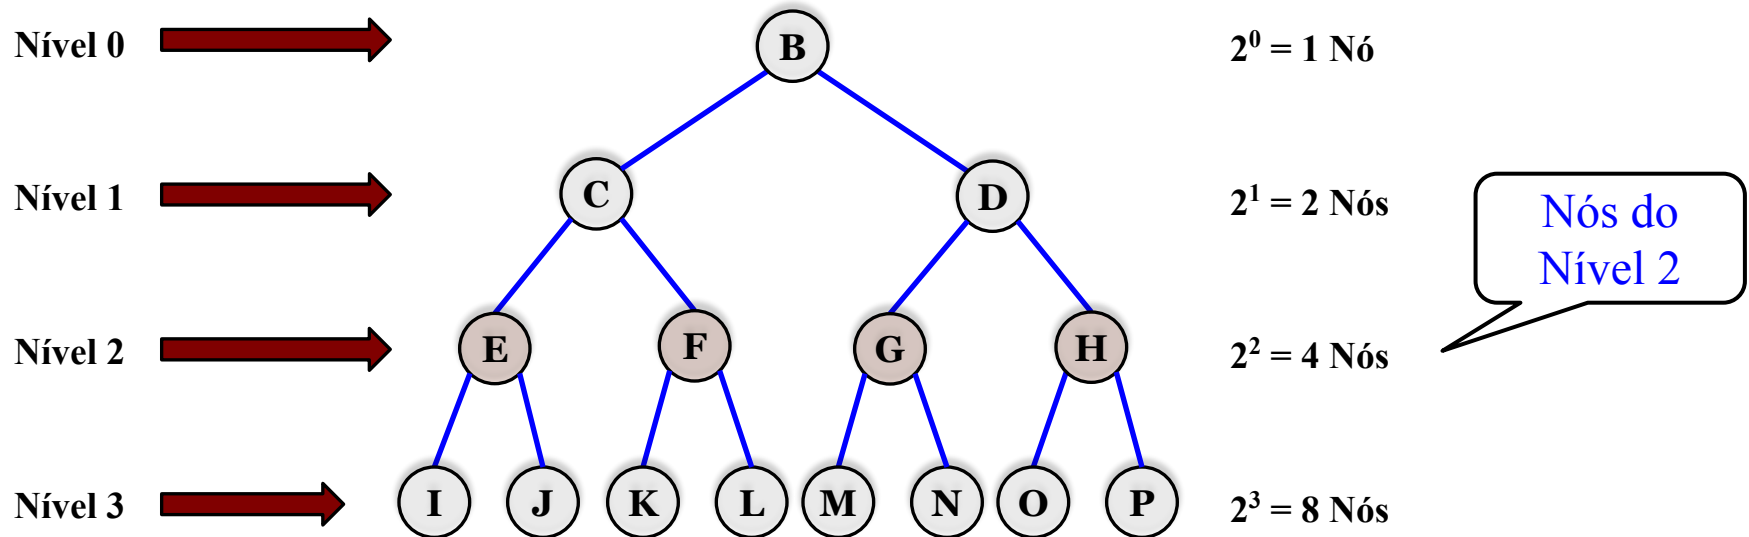 Nível 0
B
2⁰ = 1 Nó
Nível 1
C
D
2¹ = 2 Nós
Nós do
Nível 2
Nível 2
E
F
G
H
2² = 4 Nós
Nível 3
I
J
K
L
M
N
O
P
2³ = 8 Nós